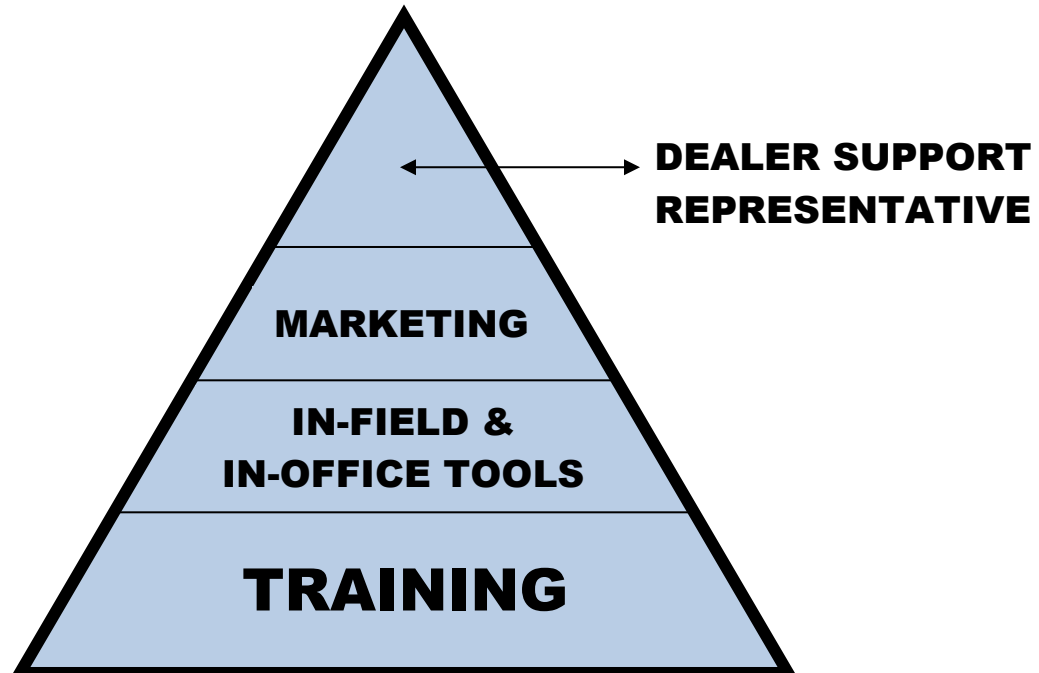 DEALER SUPPORT
REPRESENTATIVE
MARKETING
IN-FIELD &
IN-OFFICE TOOLS
TRAINING